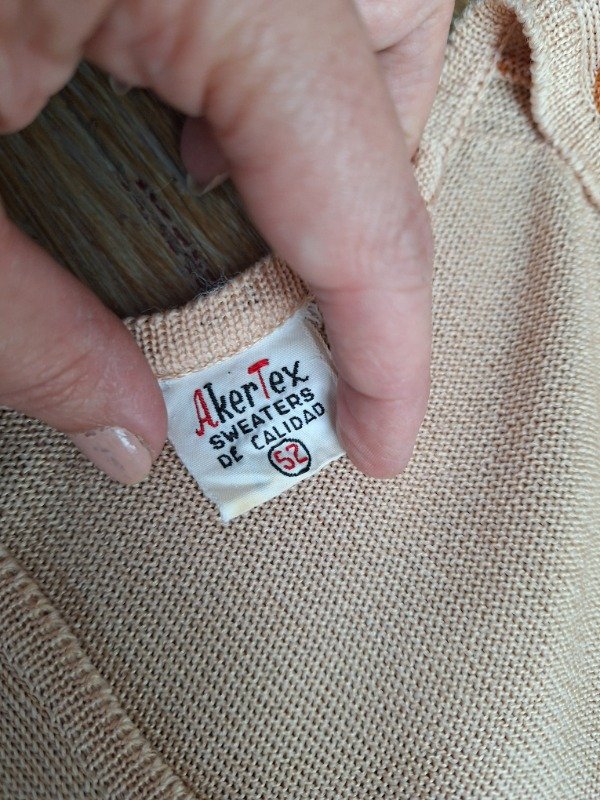 AkerTex
SWEATERS
DE CALIDAD
52